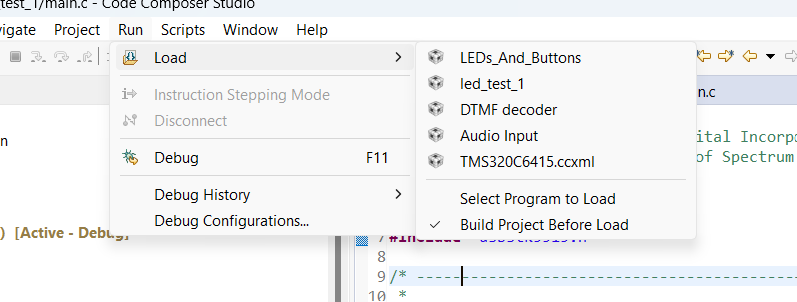 test_1/main.c - Code Composer Studio
vigate Project Run Scripts Window Help
Load
Instruction Stepping Mode
Disconnect
Debug F11
Debug History
Debug Configurations...
LEDs_And_Buttons
led_test_1
DTMF decoder
Audio Input
TMS320C6415.ccxml
Select Program to Load
Build Project Before Load
n.c
n
ital Incorpo
of Spectrum
) [Active - Debug]
7 #include
8
9 /* ------------------------------------------
10 *